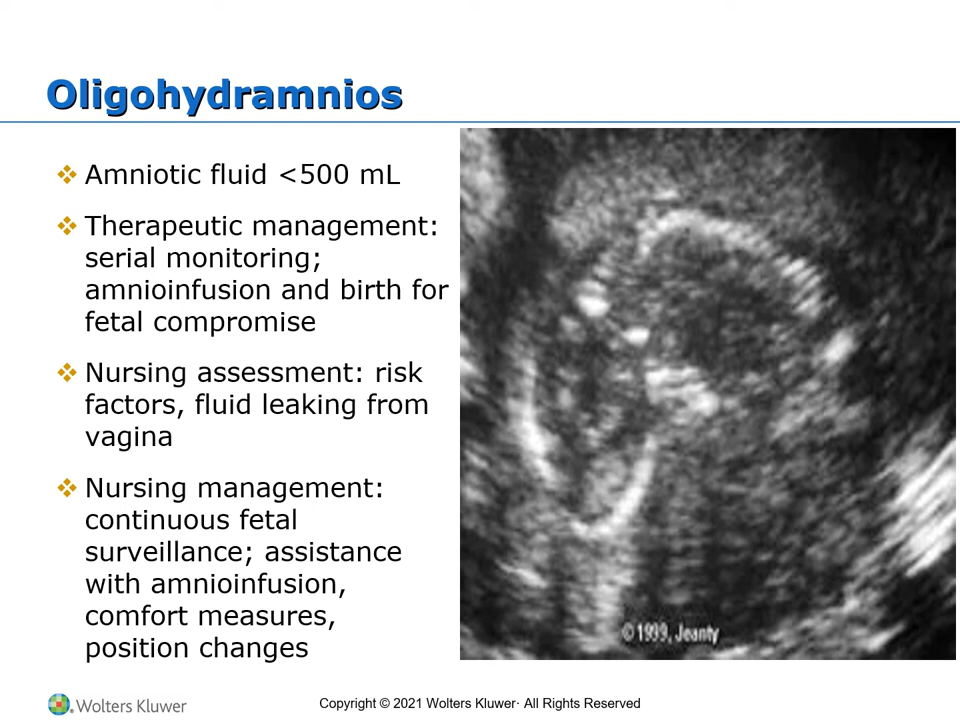 Oligohydramnios
❖ Amniotic fluid <500 mL
❖ Therapeutic management:
serial monitoring;
amnioinfusion and birth for
fetal compromise
❖ Nursing assessment: risk
factors, fluid leaking from
vagina
❖ Nursing management:
continuous fetal
surveillance; assistance
with amnioinfusion,
comfort measures,
position changes
©1999, Jeanty
Wolters Kluwer
Copyright © 2021 Wolters Kluwer· All Rights Reserved